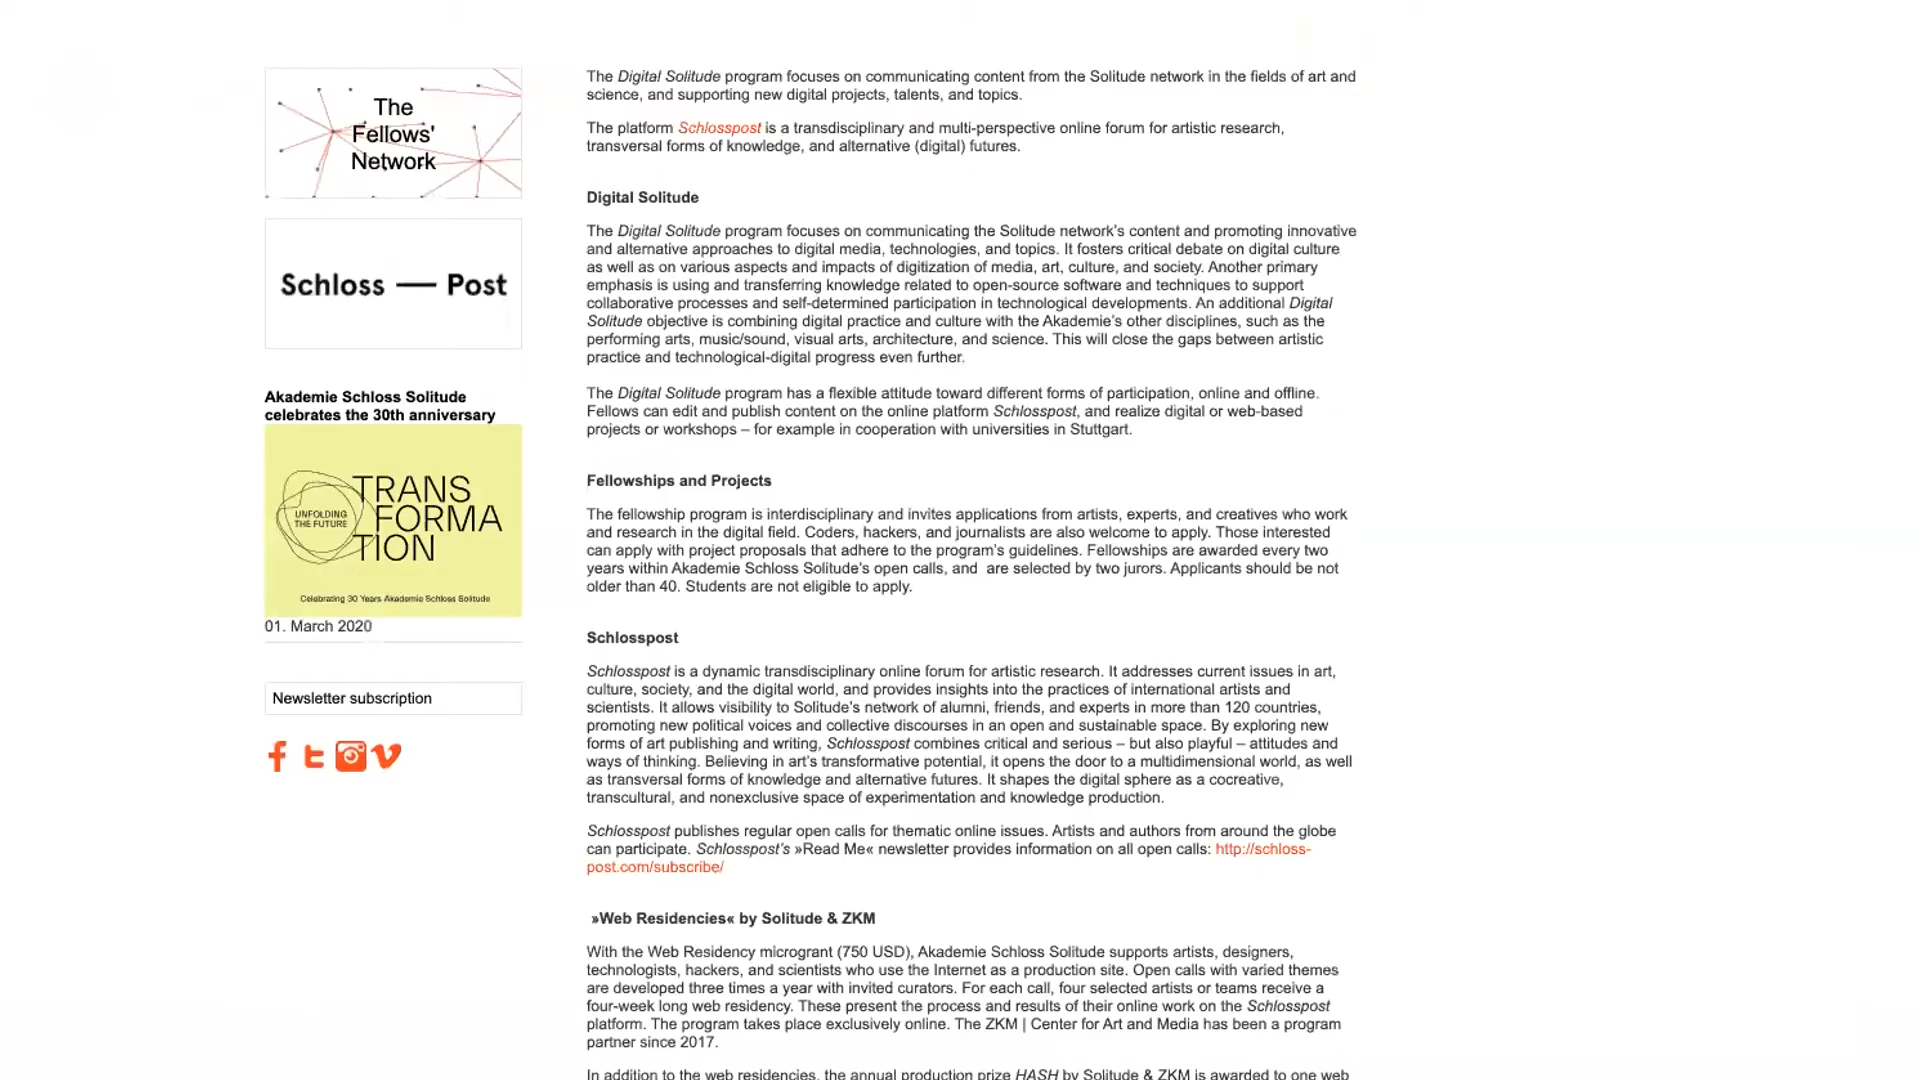 The
Fellows'
Network
Schloss — Post
Akademie Schloss Solitude
celebrates the 30th anniversary
TRANS
FORMA
TION
UNFOLDING
THE FUTURE
Celebrating 30 Years Akademie Schloss Solitude
01. March 2020
Newsletter subscription
The Digital Solitude program focuses on communicating content from the Solitude network in the fields of art and
science, and supporting new digital projects, talents, and topics.
The platform Schlosspost is a transdisciplinary and multi-perspective online forum for artistic research,
transversal forms of knowledge, and alternative (digital) futures.
Digital Solitude
The Digital Solitude program focuses on communicating the Solitude network's content and promoting innovative
and alternative approaches to digital media, technologies, and topics. It fosters critical debate on digital culture
as well as on various aspects and impacts of digitization of media, art, culture, and society. Another primary
emphasis is using and transferring knowledge related to open-source software and techniques to support
collaborative processes and self-determined participation in technological developments. An additional Digital
Solitude objective is combining digital practice and culture with the Akademie's other disciplines, such as the
performing arts, music/sound, visual arts, architecture, and science. This will close the gaps between artistic
practice and technological-digital progress even further.
The Digital Solitude program has a flexible attitude toward different forms of participation, online and offline.
Fellows can edit and publish content on the online platform Schlosspost, and realize digital or web-based
projects or workshops – for example in cooperation with universities in Stuttgart.
Fellowships and Projects
The fellowship program is interdisciplinary and invites applications from artists, experts, and creatives who work
and research in the digital field. Coders, hackers, and journalists are also welcome to apply. Those interested
can apply with project proposals that adhere to the program's guidelines. Fellowships are awarded every two
years within Akademie Schloss Solitude's open calls, and  are selected by two jurors. Applicants should be not
older than 40. Students are not eligible to apply.
Schlosspost
Schlosspost is a dynamic transdisciplinary online forum for artistic research. It addresses current issues in art,
culture, society, and the digital world, and provides insights into the practices of international artists and
scientists. It allows visibility to Solitude's network of alumni, friends, and experts in more than 120 countries,
promoting new political voices and collective discourses in an open and sustainable space. By exploring new
forms of art publishing and writing, Schlosspost combines critical and serious – but also playful – attitudes and
ways of thinking. Believing in art's transformative potential, it opens the door to a multidimensional world, as well
as transversal forms of knowledge and alternative futures. It shapes the digital sphere as a cocreative,
transcultural, and nonexclusive space of experimentation and knowledge production.
Schlosspost publishes regular open calls for thematic online issues. Artists and authors from around the globe
can participate. Schlosspost's »Read Me« newsletter provides information on all open calls: http://schloss-
post.com/subscribe/
»Web Residencies« by Solitude & ZKM
With the Web Residency microgrant (750 USD), Akademie Schloss Solitude supports artists, designers,
technologists, hackers, and scientists who use the Internet as a production site. Open calls with varied themes
are developed three times a year with invited curators. For each call, four selected artists or teams receive a
four-week long web residency. These present the process and results of their online work on the Schlosspost
platform. The program takes place exclusively online. The ZKM | Center for Art and Media has been a program
partner since 2017.
In addition to the web residencies, the annual production prize HASH by Solitude & ZKM is awarded to one web